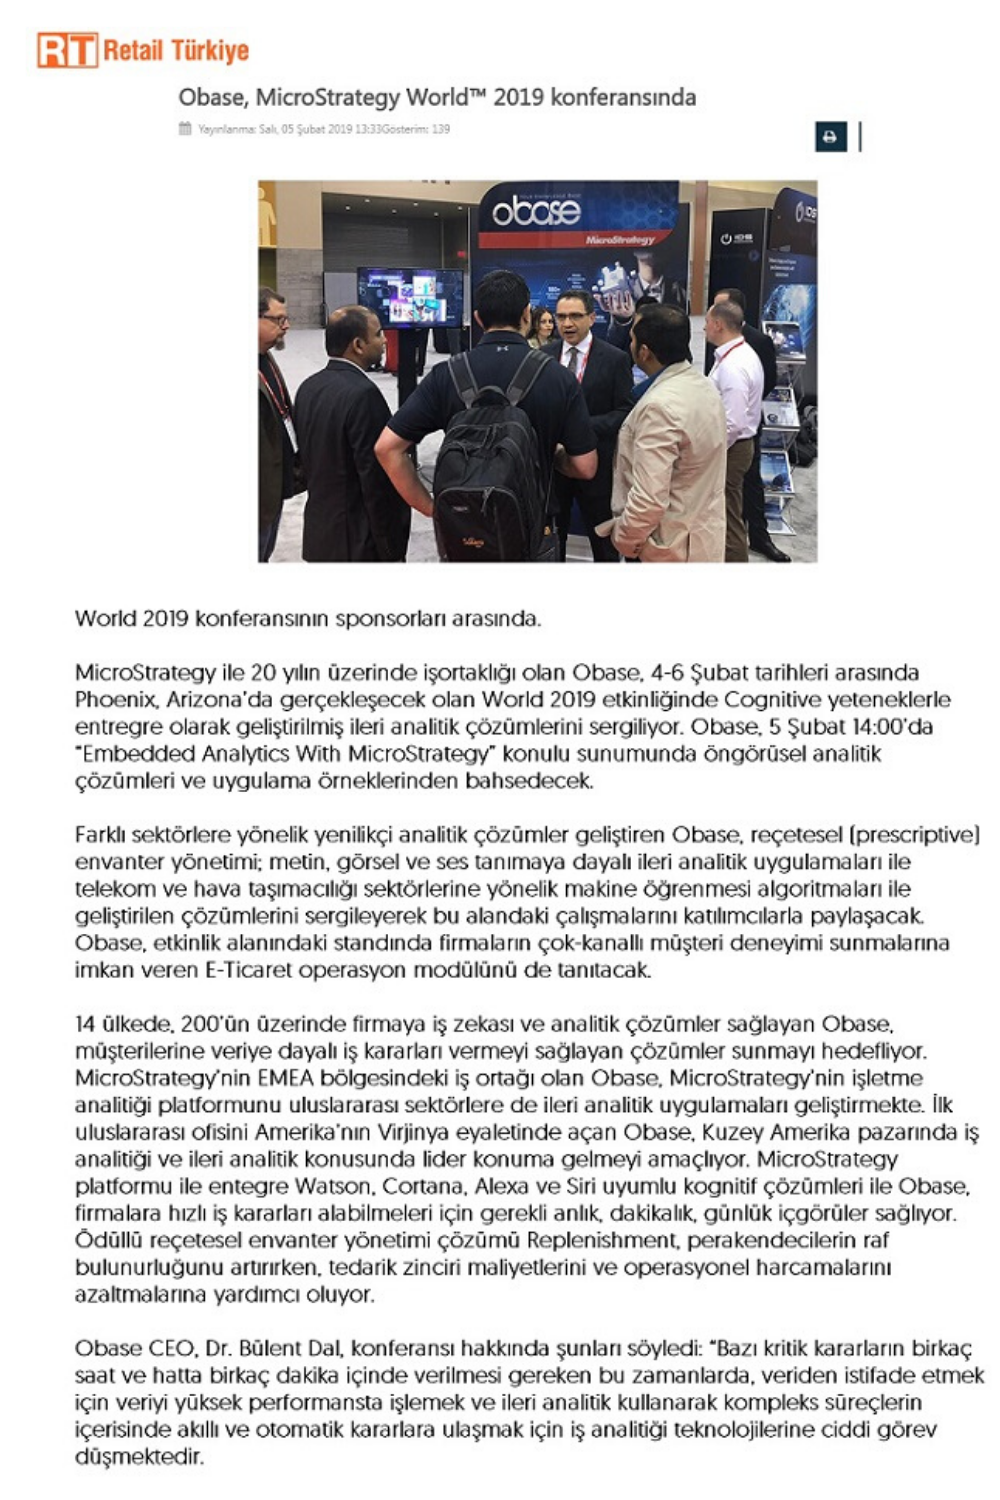 RT Retail Türkiye
Obase, MicroStrategy World™ 2019 konferansında
Yayınlanma: Salı, 05 Şubat 2019 13:33Gösterim: 139
obase
MicroStrategy
World 2019 konferansının sponsorları arasında.
MicroStrategy ile 20 yılın üzerinde işortaklığı olan Obase, 4-6 Şubat tarihleri arasında
Phoenix, Arizona'da gerçekleşecek olan World 2019 etkinliğinde Cognitive yeteneklerle
entregre olarak geliştirilmiş ileri analitik çözümlerini sergiliyor. Obase, 5 Şubat 14:00'da
"Embedded Analytics With MicroStrategy" konulu sunumunda öngörüsel analitik
çözümleri ve uygulama örneklerinden bahsedecek.
Farklı sektörlere yönelik yenilikçi analitik çözümler geliştiren Obase, reçetesel (prescriptive)
envanter yönetimi; metin, görsel ve ses tanımaya dayalı ileri analitik uygulamaları ile
telekom ve hava taşımacılığı sektörlerine yönelik makine öğrenmesi algoritmaları ile
geliştirilen çözümlerini sergileyerek bu alandaki çalışmalarını katılımcılarla paylaşacak.
Obase, etkinlik alanındaki standında firmaların çok-kanallı müşteri deneyimi sunmalarına
imkan veren E-Ticaret operasyon modülünü de tanıtacak.
14 ülkede, 200'ün üzerinde firmaya iş zekası ve analitik çözümler sağlayan Obase,
müşterilerine veriye dayalı iş kararları vermeyi sağlayan çözümler sunmayı hedefliyor.
MicroStrategy'nin EMEA bölgesindeki iş ortağı olan Obase, MicroStrategy'nin işletme
analitiği platformunu uluslararası sektörlere de ileri analitik uygulamaları geliştirmekte. İlk
uluslararası ofisini Amerika'nın Virjinya eyaletinde açan Obase, Kuzey Amerika pazarında iş
analitiği ve ileri analitik konusunda lider konuma gelmeyi amaçlıyor. MicroStrategy
platformu ile entegre Watson, Cortana, Alexa ve Siri uyumlu kognitif çözümleri ile Obase,
firmalara hızlı iş kararları alabilmeleri için gerekli anlık, dakikalık, günlük içgörüler sağlıyor.
Ödüllü reçetesel envanter yönetimi çözümü Replenishment, perakendecilerin raf
bulunurluğunu artırırken, tedarik zinciri maliyetlerini ve operasyonel harcamalarını
azaltmalarına yardımcı oluyor.
Obase CEO, Dr. Bülent Dal, konferansı hakkında şunları söyledi: "Bazı kritik kararların birkaç
saat ve hatta birkaç dakika içinde verilmesi gereken bu zamanlarda, veriden istifade etmek
için veriyi yüksek performansta işlemek ve ileri analitik kullanarak kompleks süreçlerin
içerisinde akıllı ve otomatik kararlara ulaşmak için iş analitiği teknolojilerine ciddi görev
düşmektedir.